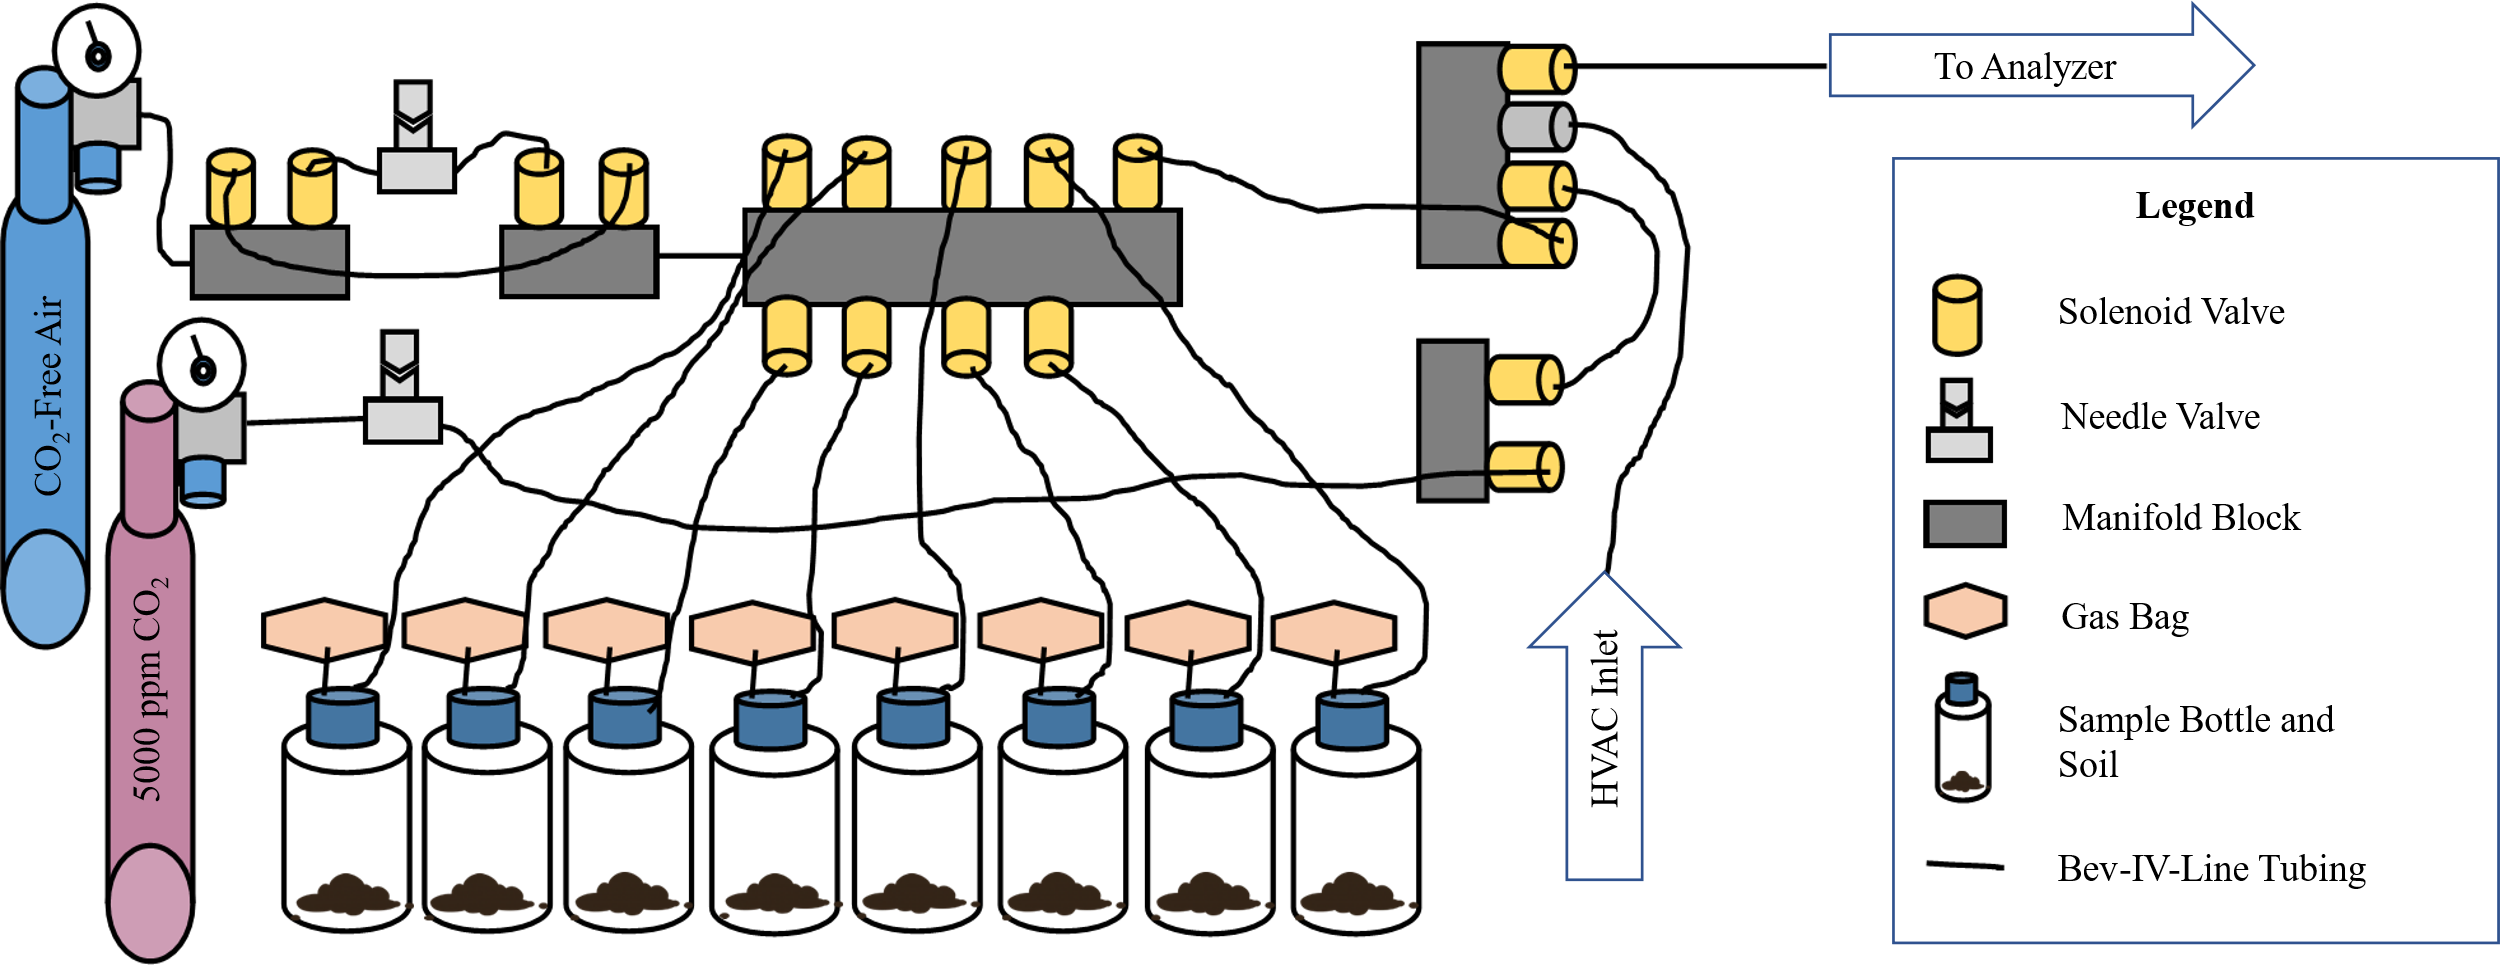 To Analyzer
CO₂-Free Air
5000 ppm CO₂
HVAC Inlet
Legend
Solenoid Valve
Needle Valve
Manifold Block
Gas Bag
Sample Bottle and
Soil
Bev-IV-Line Tubing